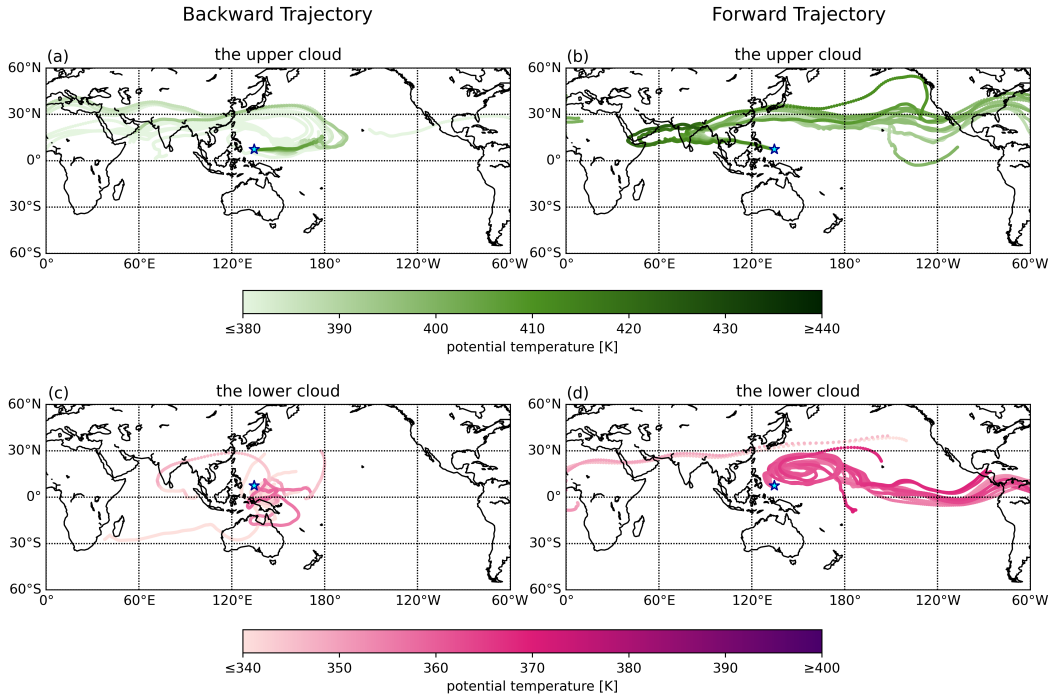 Backward Trajectory
Forward Trajectory
(a)
the upper cloud
60°N
30°N
0°
30°S
60°S
0°
60°E
120°E
180°
120°W
60°W
(b)
the upper cloud
60°N
30°N
0°
30°S
60°S
0°
60°E
120°E
180°
120°W
60°W
≤380
390
400
410
420
430
≥440
potential temperature [K]
(c)
the lower cloud
60°N
30°N
0°
30°S
60°S
0°
60°E
120°E
180°
120°W
60°W
(d)
the lower cloud
60°N
30°N
0°
30°S
60°S
0°
60°E
120°E
180°
120°W
60°W
≤340
350
360
370
380
390
≥400
potential temperature [K]